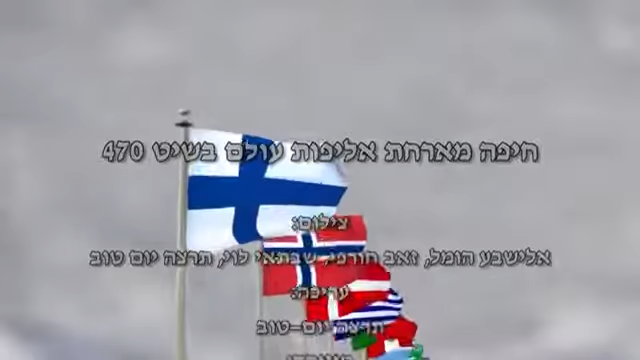 חיפה מארחת אליפות עולם בשיט 470
צילום:
אלישבע הומל, זאב חורפי, שבתאי לוי, תרצה יום טוב
עריכה:
תרצה יום-טוב